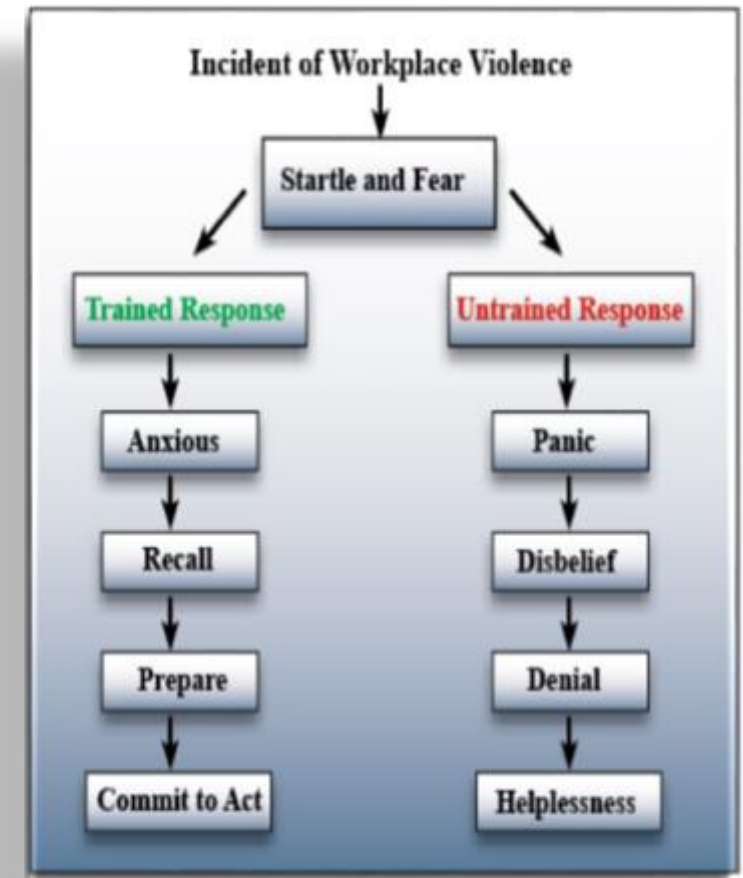 Incident of Workplace Violence
Startle and Fear
Trained Response
Untrained Response
Anxious
Panic
Recall
Disbelief
Prepare
Denial
Commit to Act
Helplessness